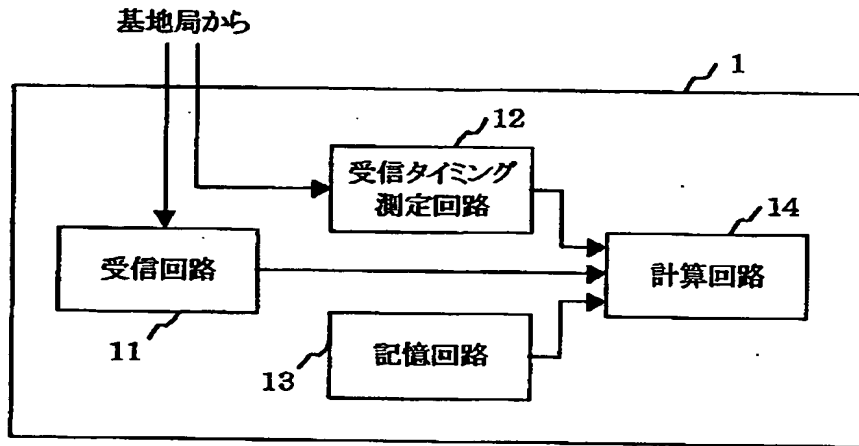 基地局から
1
12
受信タイミング
測定回路
14
受信回路
計算回路
11
記憶回路
13